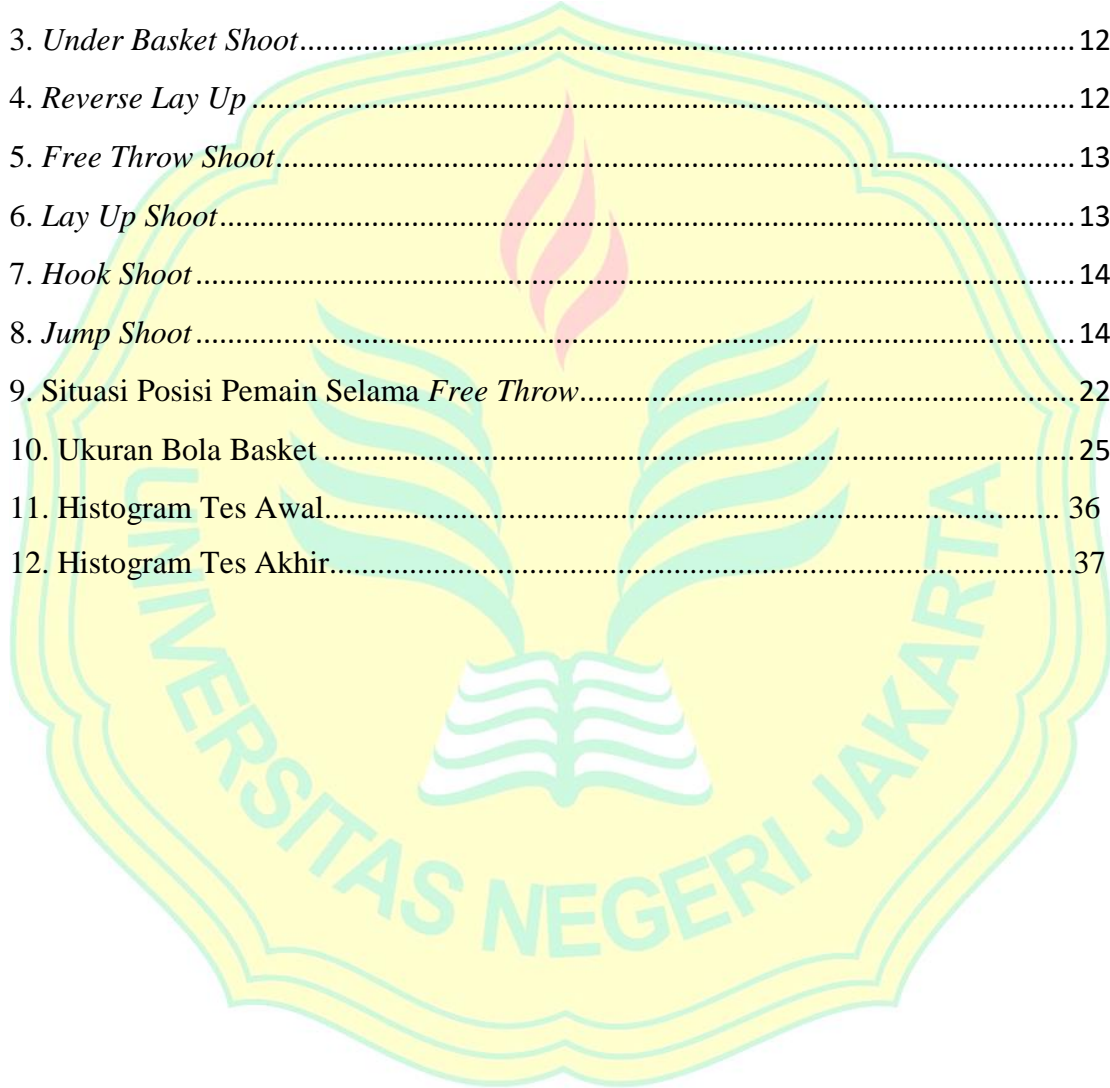 3. Under Basket Shoot.................................................................................................. 12
4. Reverse Lay Up ........................................................................................................ 12
5. Free Throw Shoot..................................................................................................... 13
6. Lay Up Shoot............................................................................................................ 13
7. Hook Shoot ............................................................................................................... 14
8. Jump Shoot ............................................................................................................... 14
9. Situasi Posisi Pemain Selama Free Throw.............................................................. 22
10. Ukuran Bola Basket ............................................................................................... 25
11. Histogram Tes Awal............................................................................................ 36
12. Histogram Tes Akhir..............................................................................................37
UNIVERSITAS NEGERI JAKARTA